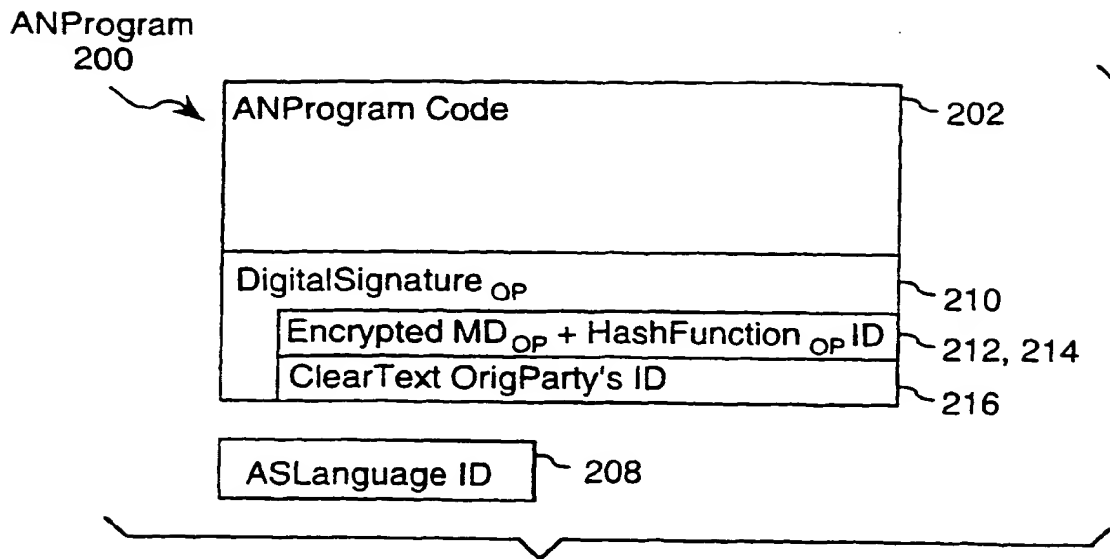 ANProgram
200
ANProgram Code
202
DigitalSignature OP
210
Encrypted MD OP + HashFunction OP ID
212, 214
ClearText OrigParty's ID
216
ASLanguage ID
208